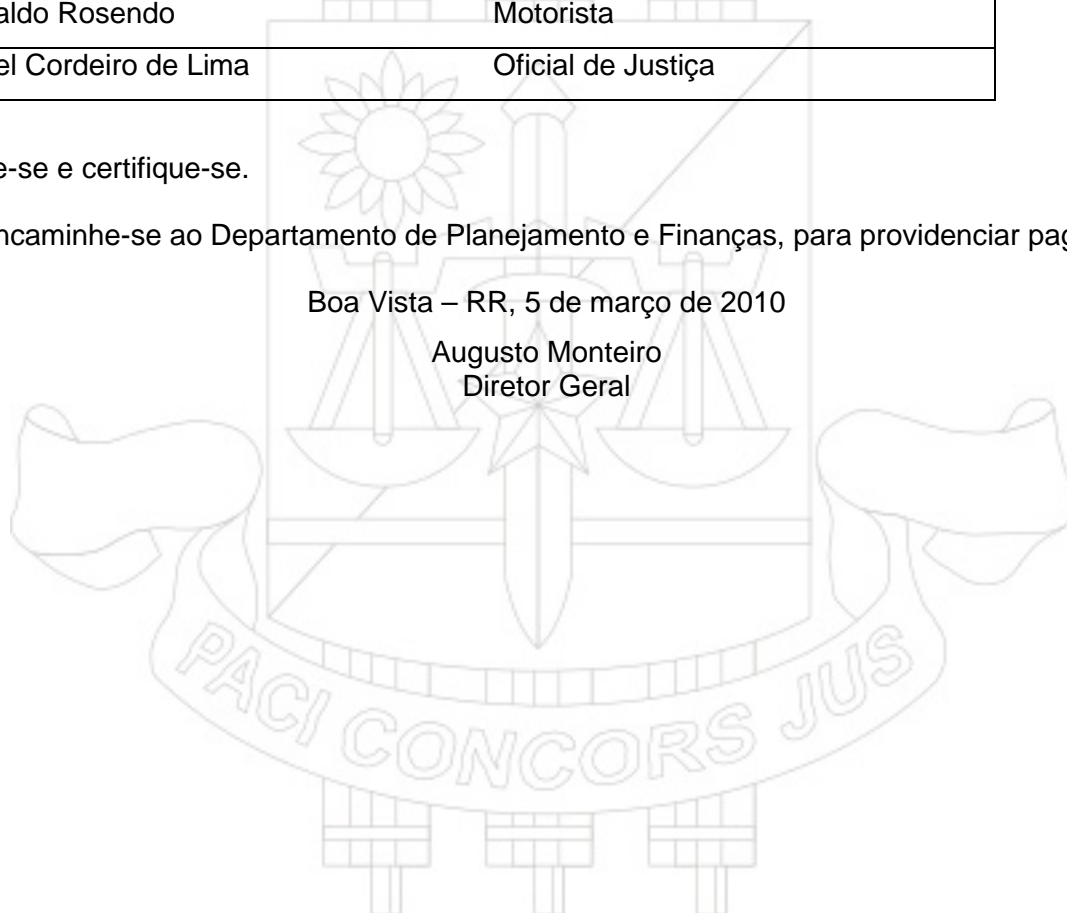 aldo Rosendo Motorista
el Cordeiro de Lima Oficial de Justiça
e-se e certifique-se.
ncaminhe-se ao Departamento de Planejamento e Finanças, para providenciar pag
Boa Vista – RR, 5 de março de 2010
Augusto Monteiro
Diretor Geral
PACI CONCORS JUS